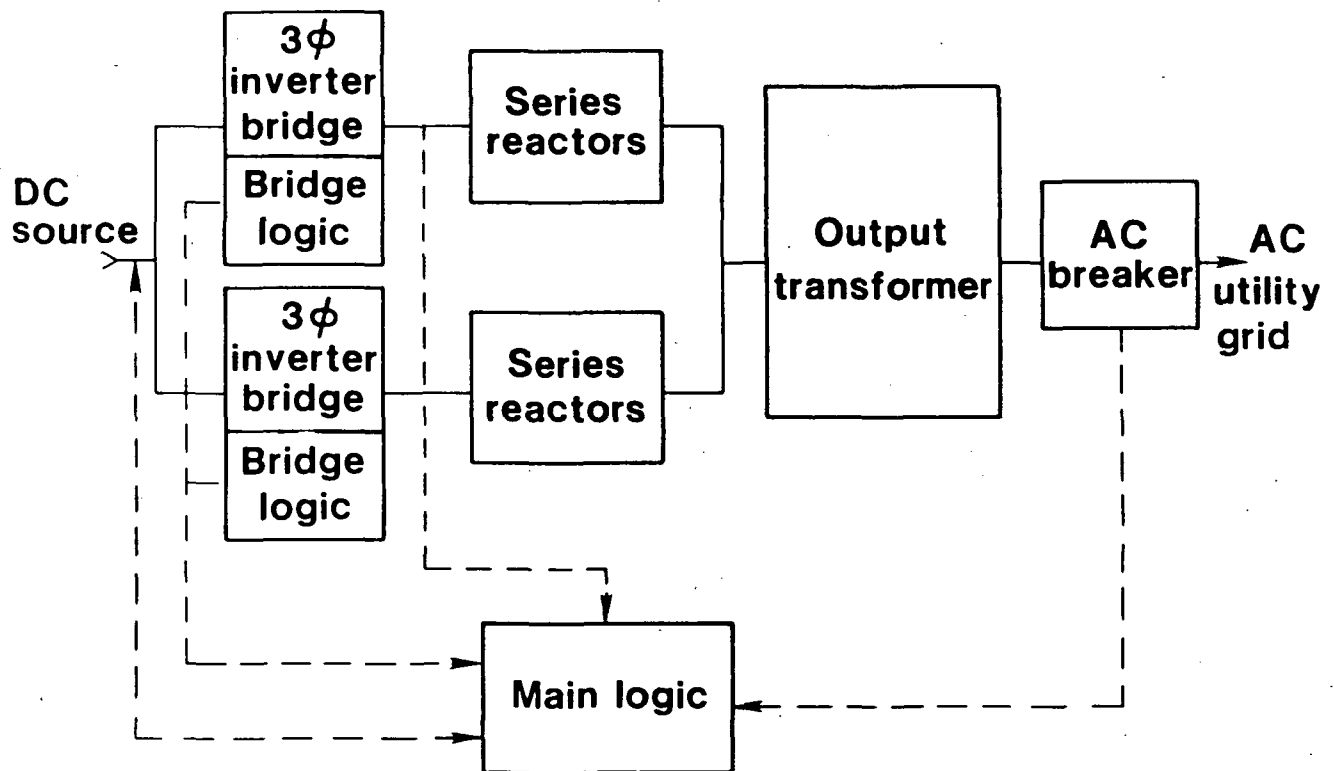 DC
source
3ϕ
inverter
bridge
Bridge
logic
3ϕ
inverter
bridge
Bridge
logic
Series
reactors
Series
reactors
Output
transformer
AC
breaker
AC
utility
grid
Main logic